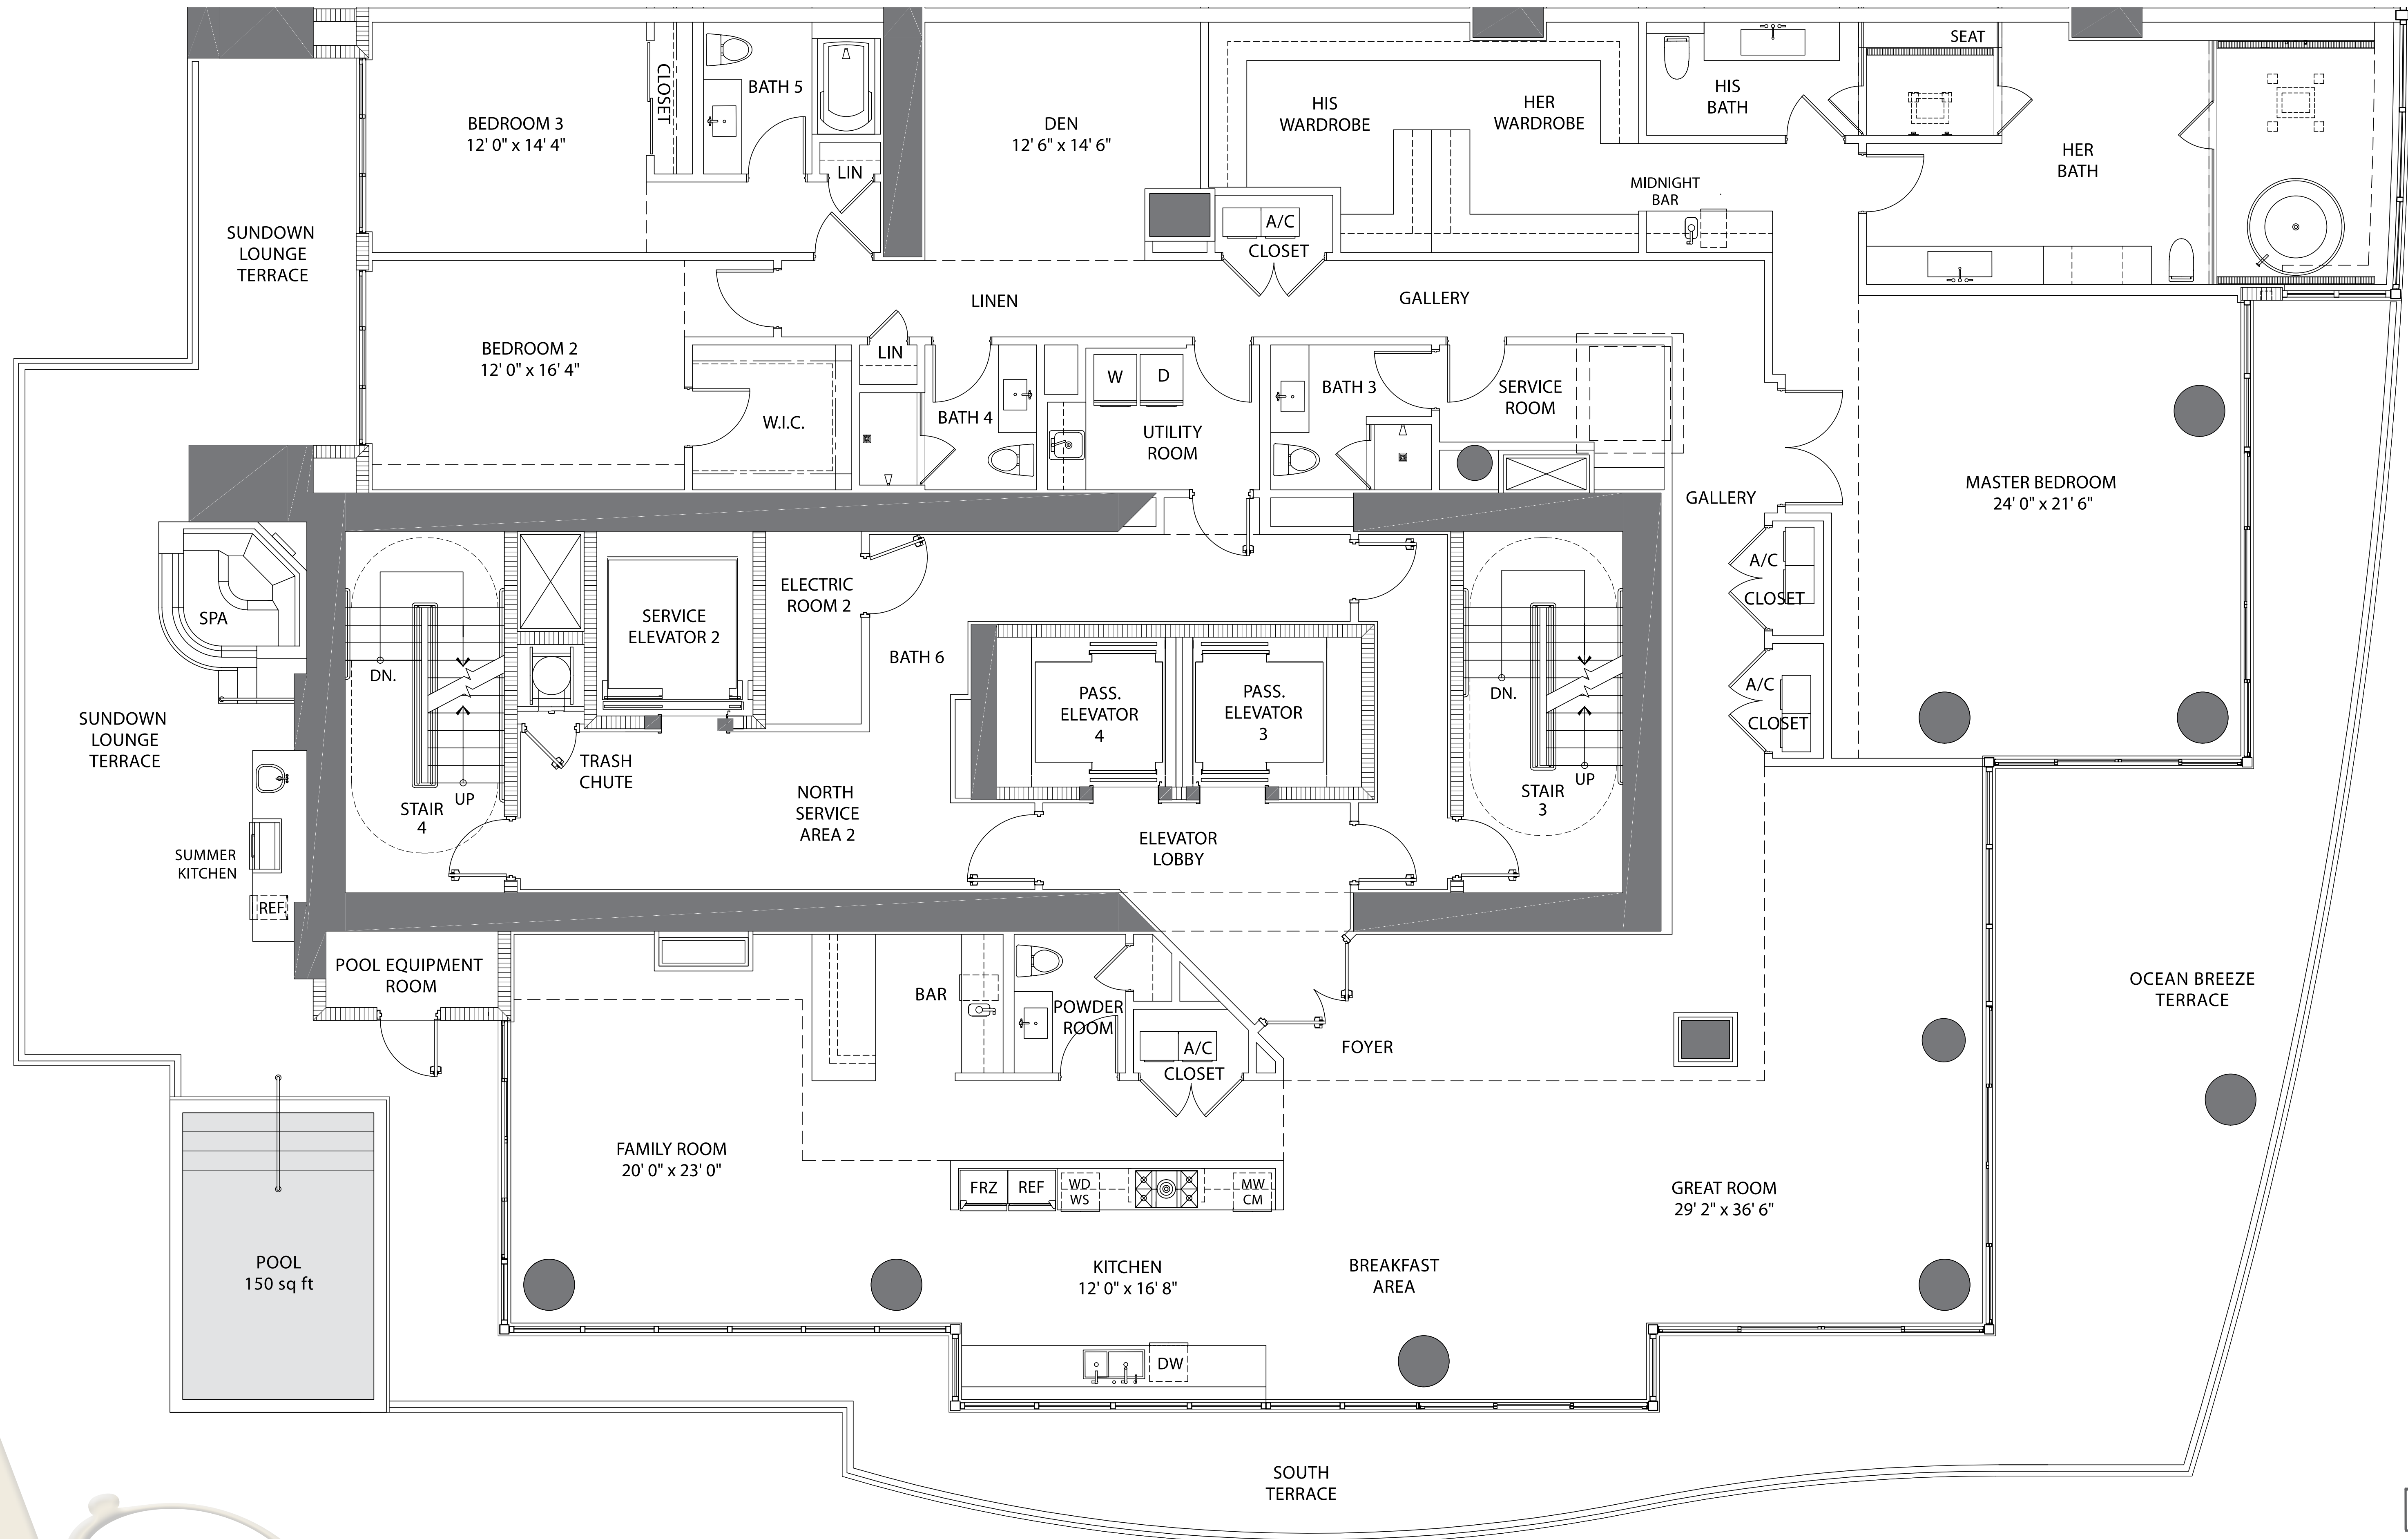 SEAT
CLOSET
BATH 5
BEDROOM 3
12' 0" x 14' 4"
DEN
12' 6" x 14' 6"
HIS
WARDROBE
HER
WARDROBE
HIS
BATH
HER
BATH
LIN
MIDNIGHT
BAR
SUNDOWN
LOUNGE
TERRACE
A/C
CLOSET
LINEN
GALLERY
BEDROOM 2
12' 0" x 16' 4"
LIN
W.I.C.
BATH 4
W
D
UTILITY
ROOM
BATH 3
SERVICE
ROOM
GALLERY
MASTER BEDROOM
24' 0" x 21' 6"
A/C
CLOSET
A/C
CLOSET
SPA
DN.
UP
STAIR
4
SERVICE
ELEVATOR 2
ELECTRIC
ROOM 2
BATH 6
PASS.
ELEVATOR
4
PASS.
ELEVATOR
3
DN.
UP
STAIR
3
SUNDOWN
LOUNGE
TERRACE
TRASH
CHUTE
NORTH
SERVICE
AREA 2
ELEVATOR
LOBBY
SUMMER
KITCHEN
REF.
POOL EQUIPMENT
ROOM
BAR
POWDER
ROOM
A/C
CLOSET
FOYER
OCEAN BREEZE
TERRACE
FAMILY ROOM
20' 0" x 23' 0"
FRZ
REF
WD
WS
MW
CM
GREAT ROOM
29' 2" x 36' 6"
POOL
150 sq ft
KITCHEN
12' 0" x 16' 8"
BREAKFAST
AREA
DW
SOUTH
TERRACE